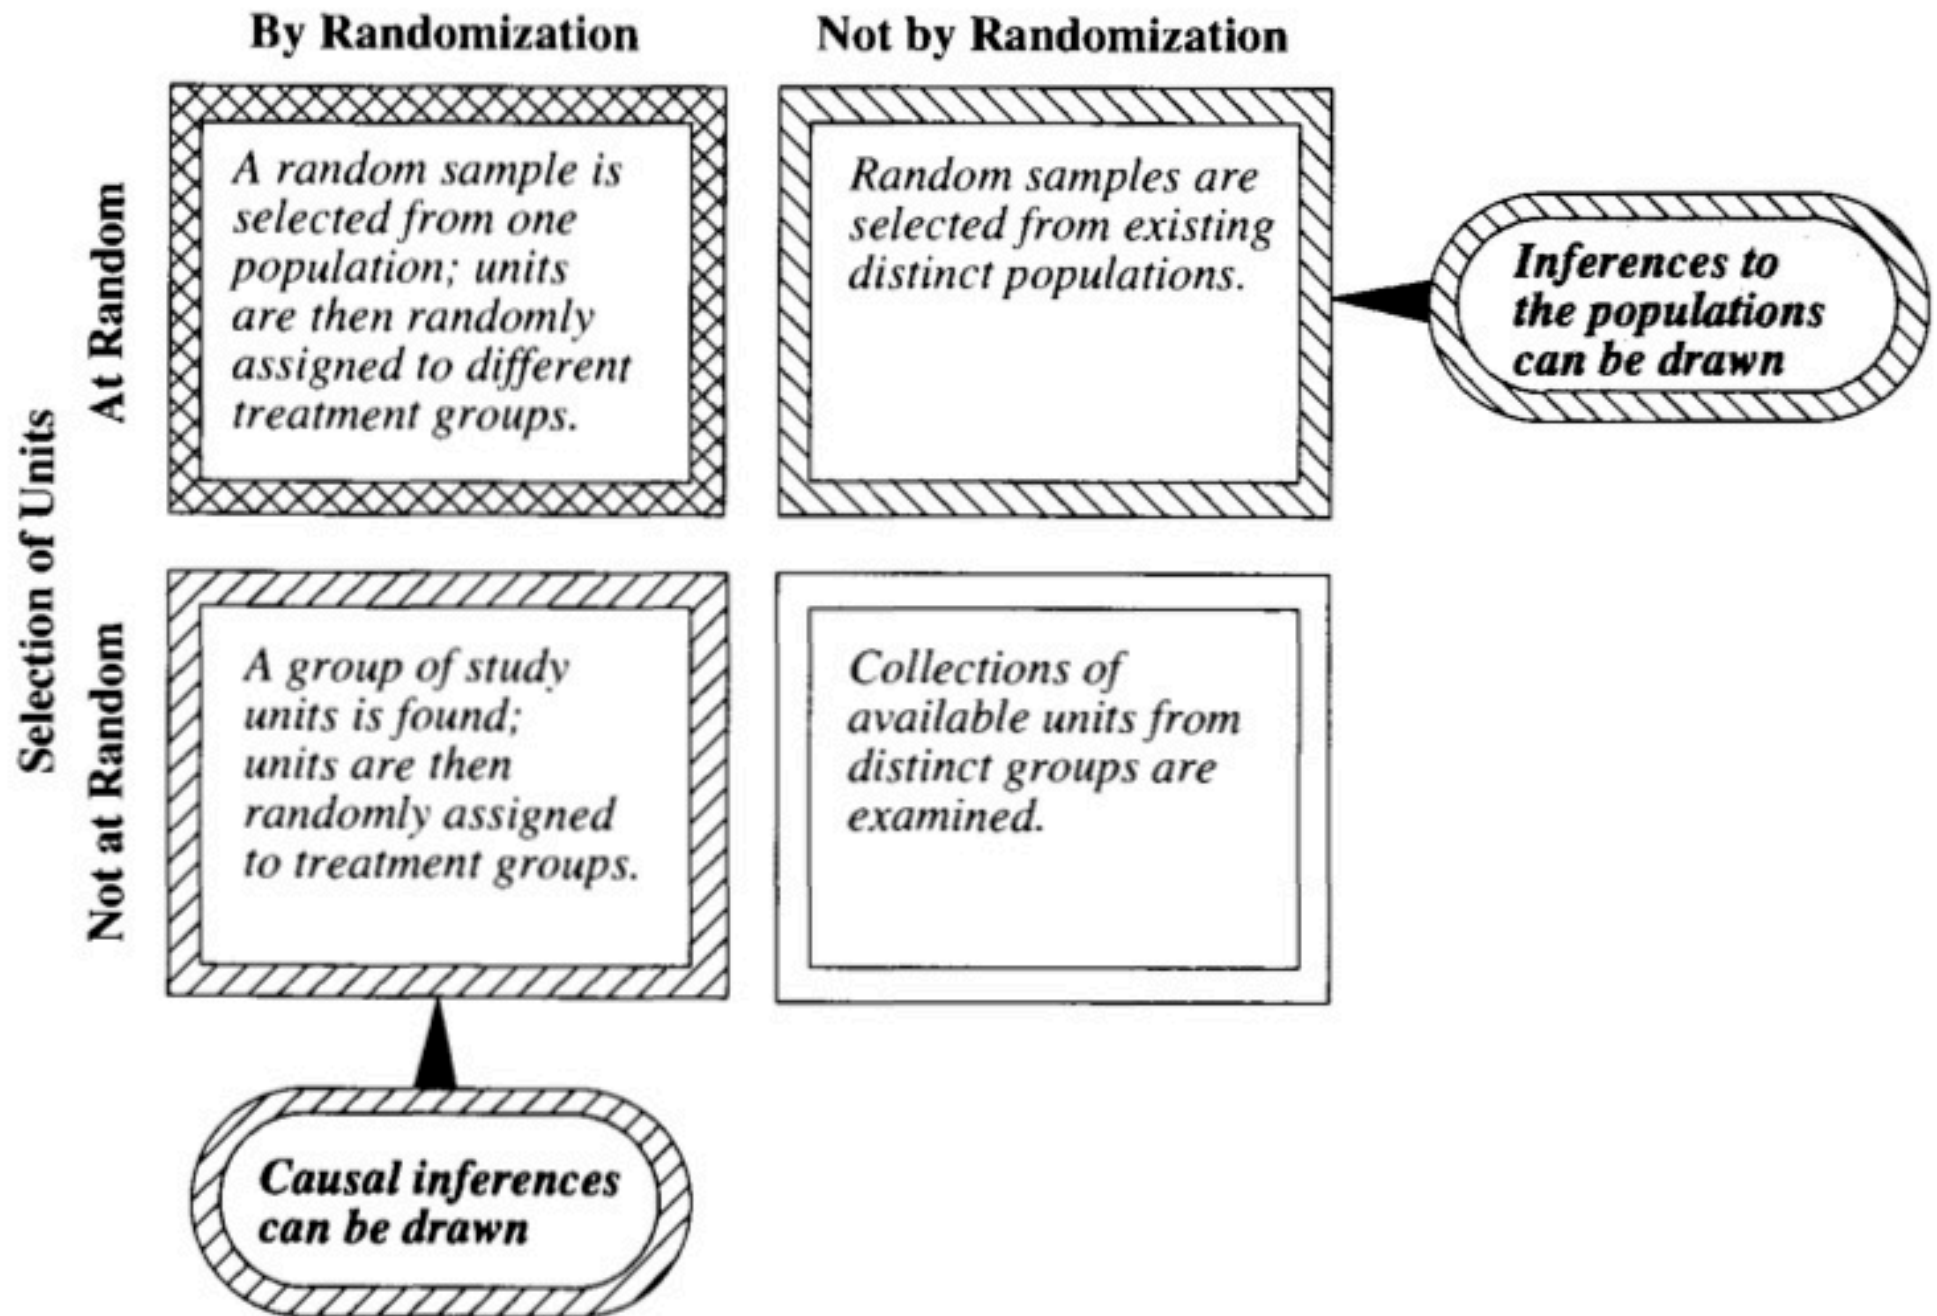 By Randomization
Not by Randomization
Selection of Units
At Random
A random sample is
selected from one
population; units
are then randomly
assigned to different
treatment groups.
Random samples are
selected from existing
distinct populations.
Inferences to
the populations
can be drawn
Not at Random
A group of study
units is found;
units are then
randomly assigned
to treatment groups.
Collections of
available units from
distinct groups are
examined.
Causal inferences
can be drawn